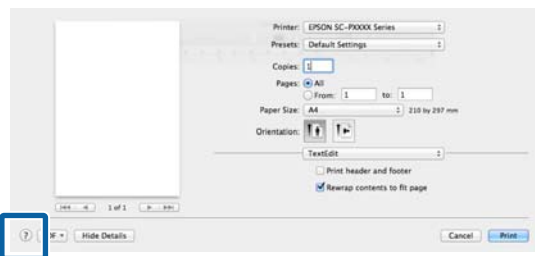 Printer: EPSON SC-PXXXX Series
Presets: Default Settings
Copies: 1
Pages: All
From: 1 to: 1
Paper Size: A4 210 by 297 mm
Orientation:
TextEdit
Print header and footer
Rewrap contents to fit page
1 of 1
? DF Hide Details Cancel Print